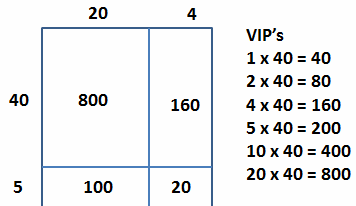 20 4
40 800 160
5 100 20
VIP's
1 x 40 = 40
2 x 40 = 80
4 x 40 = 160
5 x 40 = 200
10 x 40 = 400
20 x 40 = 800